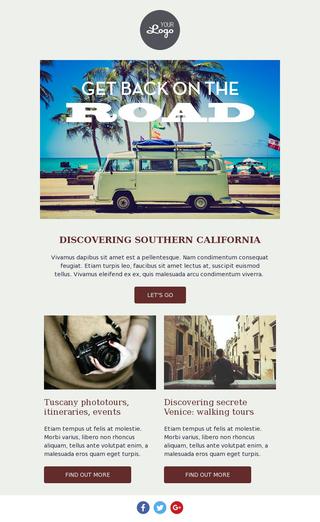 YOUR
Logo
GET BACK ON THE
ROAD
DISCOVERING SOUTHERN CALIFORNIA
Vivamus dapibus sit amet est a pellentesque. Nam condimentum consequat
feugiat. Etiam turpis leo, faucibus sit amet lectus at, suscipit euismod
tellus. Vivamus eleifend ex ex, quis malesuada arcu condimentum viverra.
LET'S GO
Tuscany phototours,
itineraries, events
Discovering secrete
Venice: walking tours
Etiam tempus ut felis at molestie.
Morbi varius, libero non rhoncus
aliquam, tellus ante volutpat enim, a
malesuada eros quam eget turpis.
Etiam tempus ut felis at molestie.
Morbi varius, libero non rhoncus
aliquam, tellus ante volutpat enim, a
malesuada eros quam eget turpis.
FIND OUT MORE
FIND OUT MORE